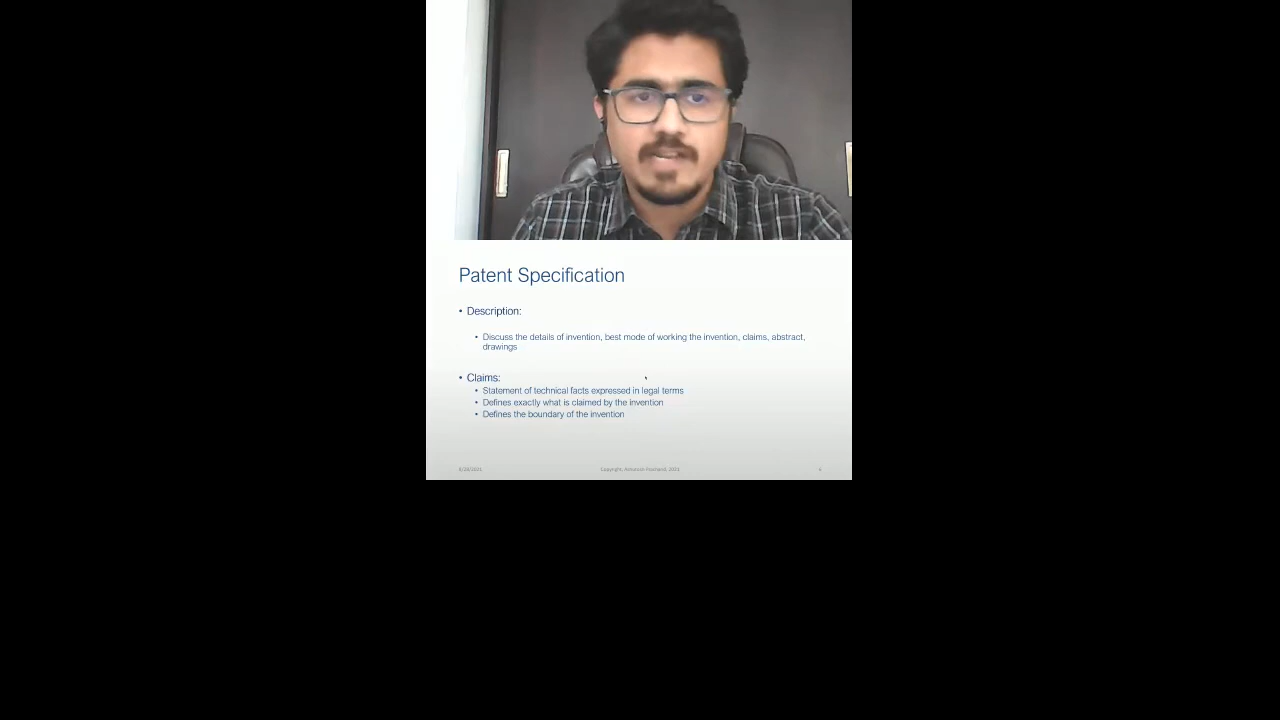 Patent Specification
• Description:
• Discuss the details of invention, best mode of working the invention, claims, abstract,
drawings
• Claims:
• Statement of technical facts expressed in legal terms
• Defines exactly what is claimed by the invention
• Defines the boundary of the invention
Copyright, 2021